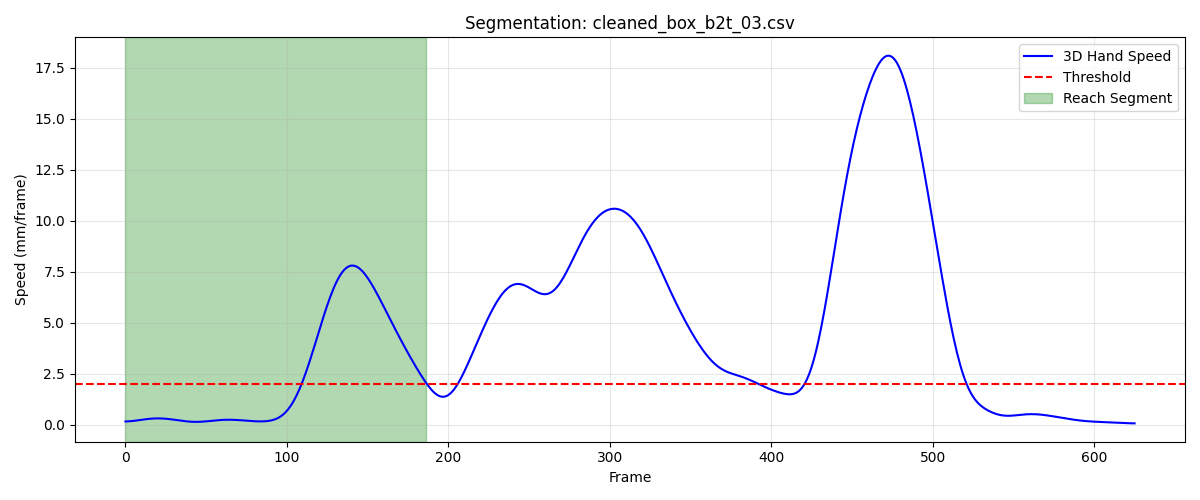 Segmentation: cleaned_box_b2t_03.csv
3D Hand Speed
Threshold
Reach Segment
Speed (mm/frame)
17.5
15.0
12.5
10.0
7.5
5.0
2.5
0.0
0 100 200 300 400 500 600
Frame